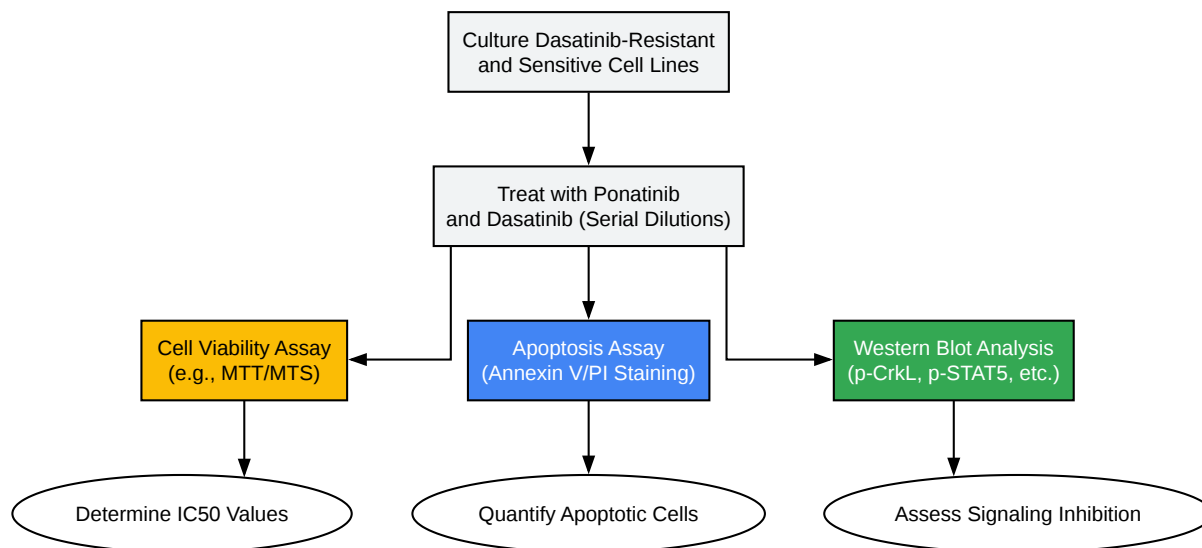 Culture Dasatinib-Resistant
and Sensitive Cell Lines
Treat with Ponatinib
and Dasatinib (Serial Dilutions)
Cell Viability Assay
(e.g., MTT/MTS)
Apoptosis Assay
(Annexin V/PI Staining)
Western Blot Analysis
(p-CrkL, p-STAT5, etc.)
Determine IC50 Values
Quantify Apoptotic Cells
Assess Signaling Inhibition